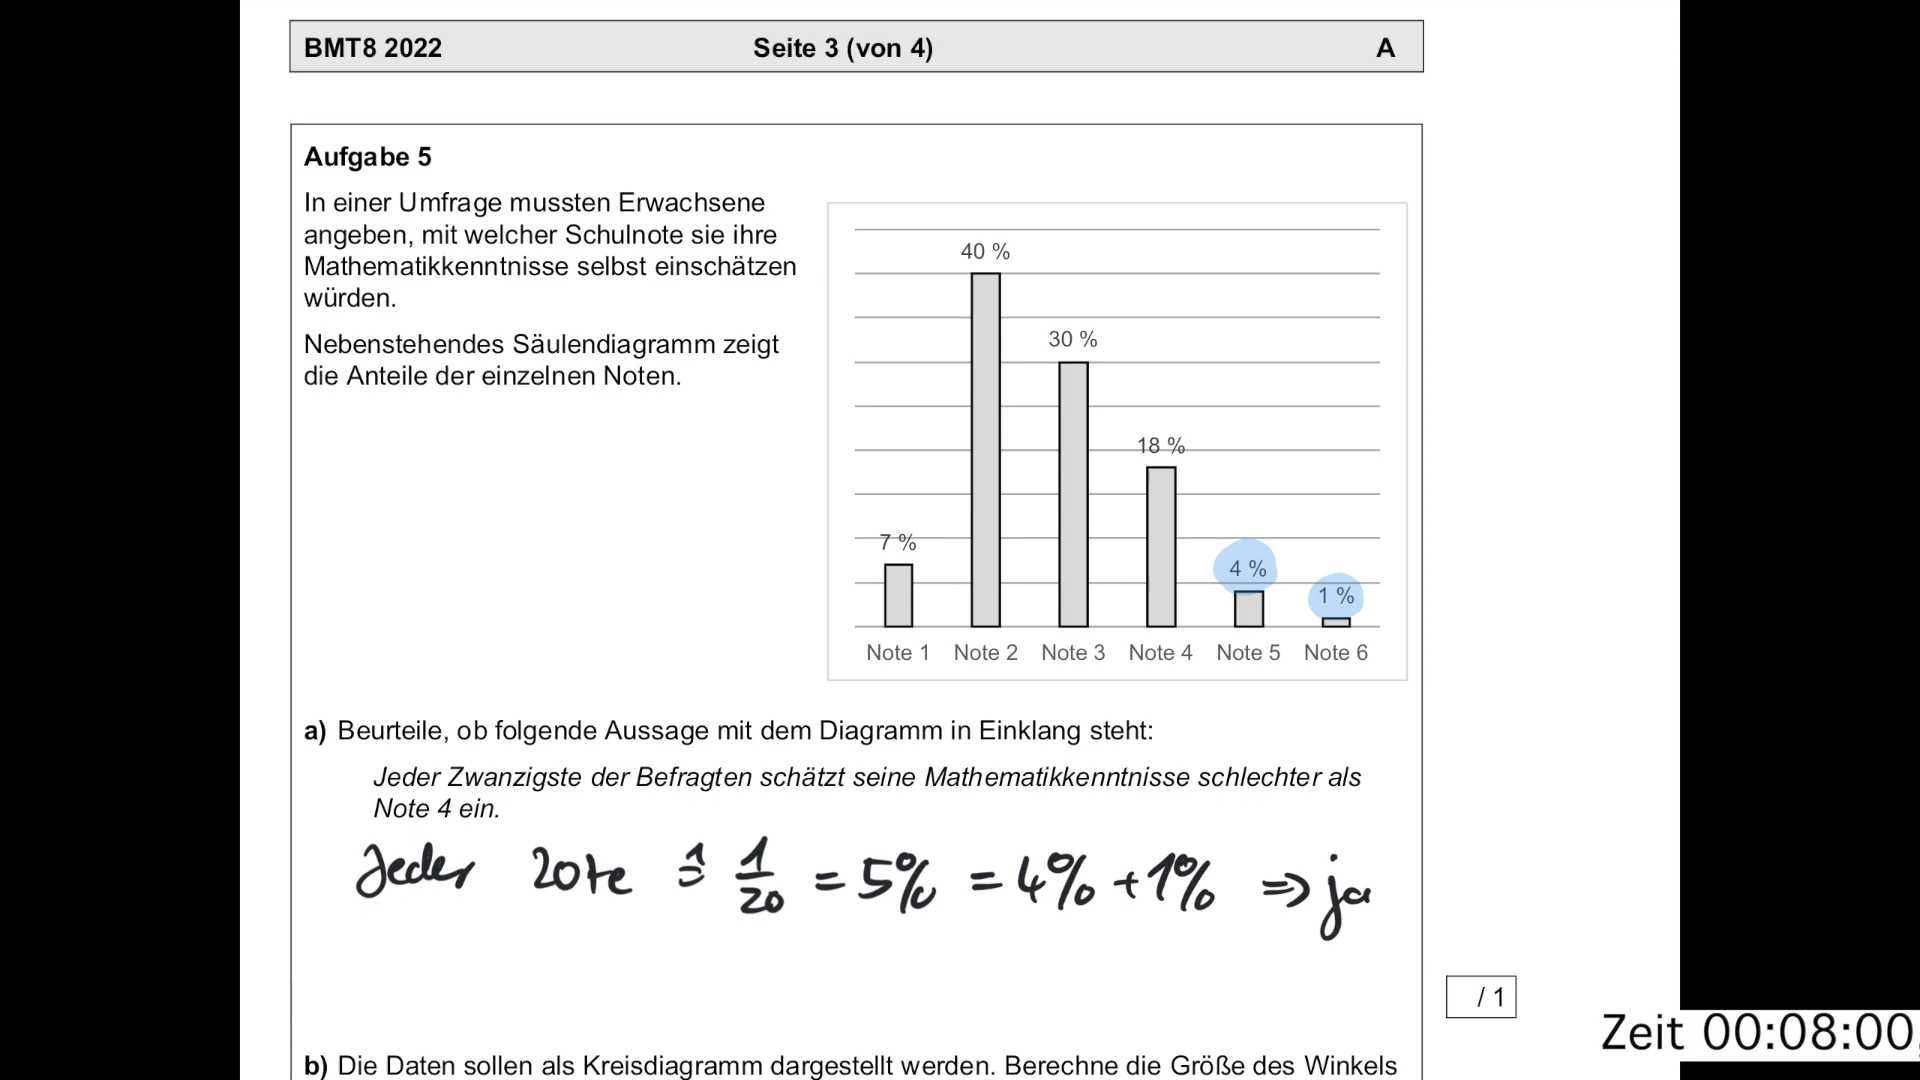 BMT8 2022 Seite 3 (von 4) A
Aufgabe 5
In einer Umfrage mussten Erwachsene
angeben, mit welcher Schulnote sie ihre
Mathematikkenntnisse selbst einschätzen
würden.
Nebenstehendes Säulendiagramm zeigt
die Anteile der einzelnen Noten.
40 %
30 %
18 %
7 %
4 %
1 %
Note 1 Note 2 Note 3 Note 4 Note 5 Note 6
a) Beurteile, ob folgende Aussage mit dem Diagramm in Einklang steht:
Jeder Zwanzigste der Befragten schätzt seine Mathematikkenntnisse schlechter als
Note 4 ein.
Jeder 20te ≙ 1/20 = 5% = 4% + 1% ⇒ ja
/ 1
Zeit 00:08:00
b) Die Daten sollen als Kreisdiagramm dargestellt werden. Berechne die Größe des Winkels